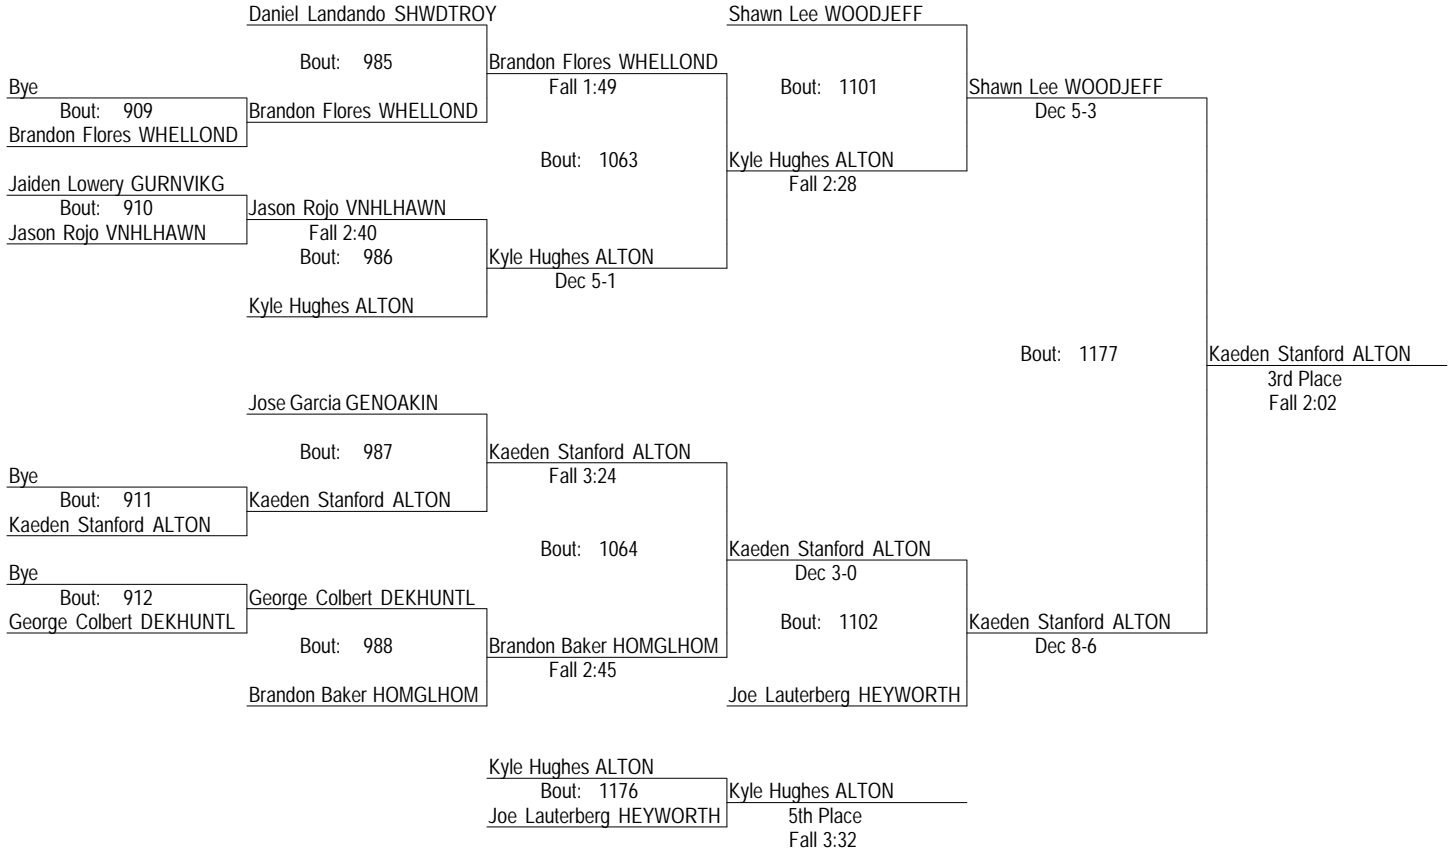 Daniel Landando SHWDTROY
Shawn Lee WOODJEFF
Bout: 985
Brandon Flores WHELLOND
Bye
Fall 1:49
Bout: 1101
Shawn Lee WOODJEFF
Bout: 909
Brandon Flores WHELLOND
Dec 5-3
Brandon Flores WHELLOND
Bout: 1063
Kyle Hughes ALTON
Jaiden Lowery GURNVIKG
Fall 2:28
Bout: 910
Jason Rojo VNHLHAWN
Jason Rojo VNHLHAWN
Fall 2:40
Bout: 986
Kyle Hughes ALTON
Dec 5-1
Kyle Hughes ALTON
Bout: 1177
Kaeden Stanford ALTON
3rd Place
Fall 2:02
Jose Garcia GENOAKIN
Bout: 987
Kaeden Stanford ALTON
Bye
Fall 3:24
Bout: 911
Kaeden Stanford ALTON
Kaeden Stanford ALTON
Bout: 1064
Kaeden Stanford ALTON
Bye
Dec 3-0
Bout: 912
George Colbert DEKHUNTL
George Colbert DEKHUNTL
Bout: 1102
Kaeden Stanford ALTON
Bout: 988
Brandon Baker HOMGLHOM
Dec 8-6
Fall 2:45
Brandon Baker HOMGLHOM
Joe Lauterberg HEYWORTH
Kyle Hughes ALTON
Bout: 1176
Kyle Hughes ALTON
Joe Lauterberg HEYWORTH
5th Place
Fall 3:32